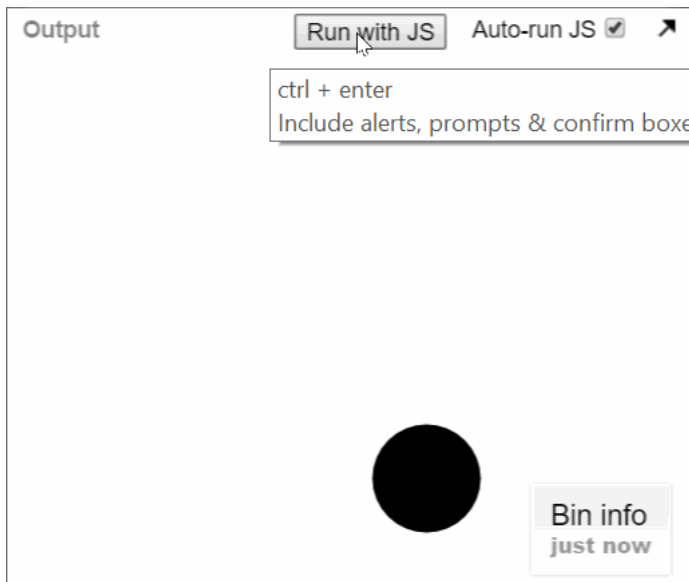 Output
Run with JS
Auto-run JS
ctrl + enter
Include alerts, prompts & confirm boxe
Bin info
just now